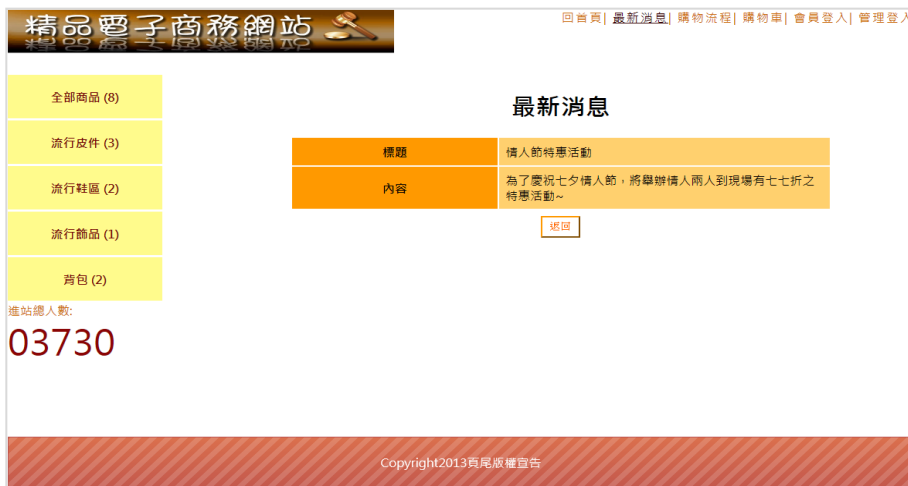 精品電子商務網站
回首頁| 最新消息| 購物流程| 購物車| 會員登入| 管理登入
全部商品 (8)
流行皮件 (3)
流行鞋區 (2)
流行飾品 (1)
背包 (2)
進站總人數:
03730
最新消息
標題 情人節特惠活動
內容 為了慶祝七夕情人節，將舉辦情人兩人到現場有七七折之
特惠活動~
返回
Copyright2013頁尾版權宣告